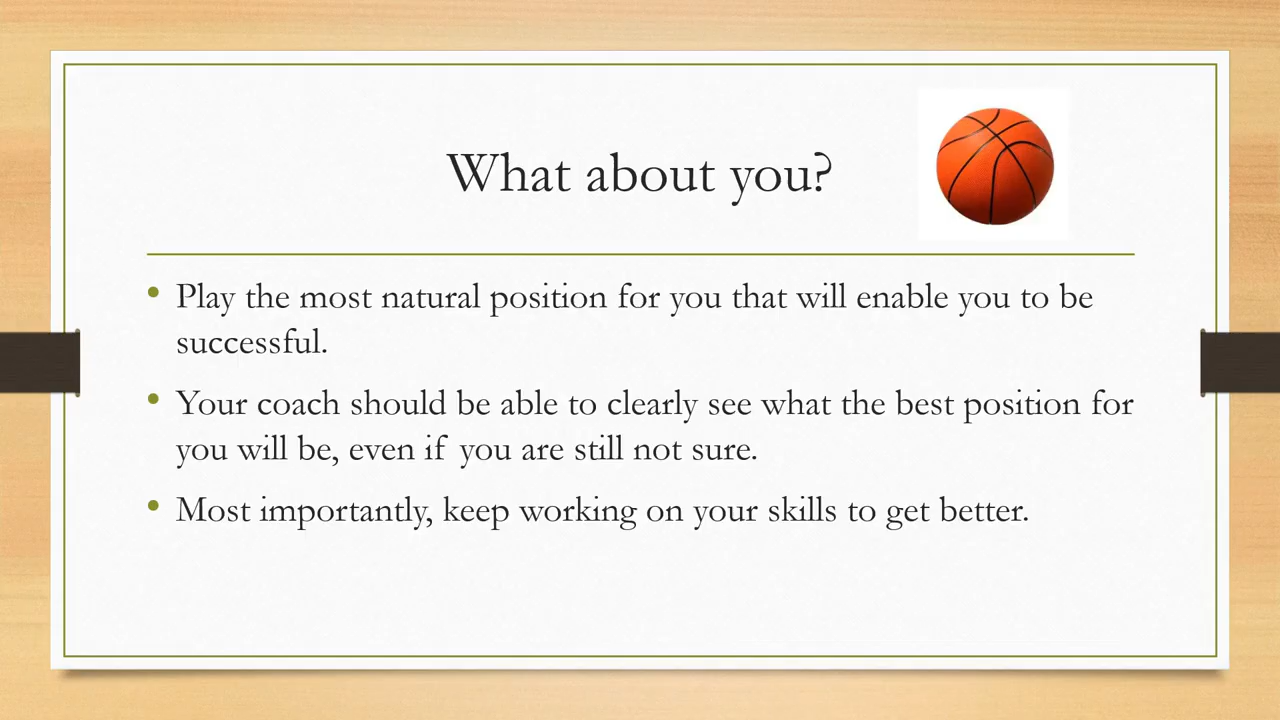 What about you?
• Play the most natural position for you that will enable you to be
successful.
• Your coach should be able to clearly see what the best position for
you will be, even if you are still not sure.
• Most importantly, keep working on your skills to get better.